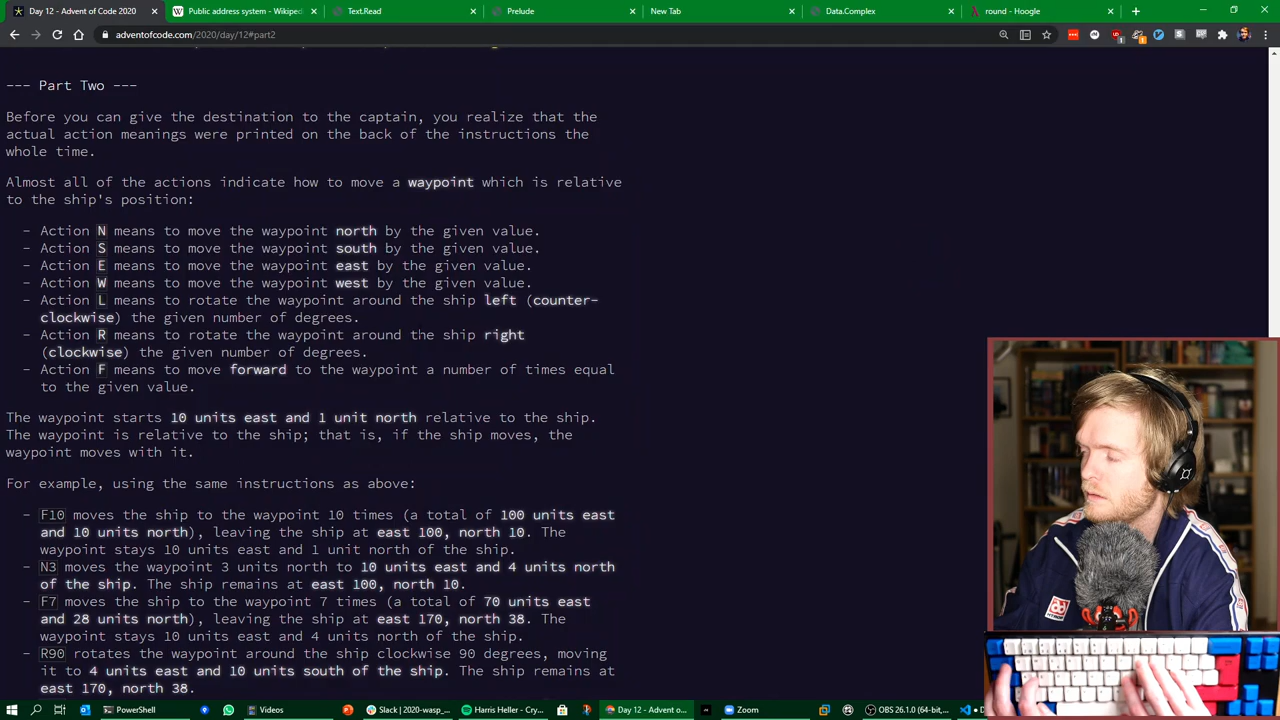 Day 12 - Advent of Code 2020
Public address system - Wikiped
Text.Read
Prelude
New Tab
Data.Complex
round - Hoogle
adventofcode.com/2020/day/12#part2
--- Part Two ---
Before you can give the destination to the captain, you realize that the
actual action meanings were printed on the back of the instructions the
whole time.
Almost all of the actions indicate how to move a waypoint which is relative
to the ship's position:
- Action N means to move the waypoint north by the given value.
- Action S means to move the waypoint south by the given value.
- Action E means to move the waypoint east by the given value.
- Action W means to move the waypoint west by the given value.
- Action L means to rotate the waypoint around the ship left (counter-
clockwise) the given number of degrees.
- Action R means to rotate the waypoint around the ship right
(clockwise) the given number of degrees.
- Action F means to move forward to the waypoint a number of times equal
to the given value.
The waypoint starts 10 units east and 1 unit north relative to the ship.
The waypoint is relative to the ship; that is, if the ship moves, the
waypoint moves with it.
For example, using the same instructions as above:
- F10 moves the ship to the waypoint 10 times (a total of 100 units east
and 10 units north), leaving the ship at east 100, north 10. The
waypoint stays 10 units east and 1 unit north of the ship.
- N3 moves the waypoint 3 units north to 10 units east and 4 units north
of the ship. The ship remains at east 100, north 10.
- F7 moves the ship to the waypoint 7 times (a total of 70 units east
and 28 units north), leaving the ship at east 170, north 38. The
waypoint stays 10 units east and 4 units north of the ship.
- R90 rotates the waypoint around the ship clockwise 90 degrees, moving
it to 4 units east and 10 units south of the ship. The ship remains at
east 170, north 38.
PowerShell
Videos
Slack | 2020-wasp_...
Harris Heller - Cry...
Day 12 - Advent o...
Zoom
OBS 26.1.0 (64-bit,...